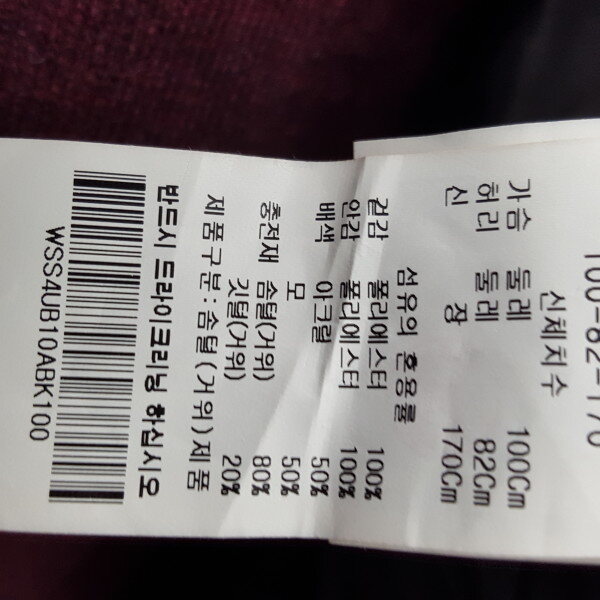 100-82-170
신체치수
가슴 둘레 100Cm
허리 둘레 82Cm
신 장 170Cm
섬유의 혼용률
겉감 폴리에스터 100%
안감 폴리에스터 100%
배색 아크릴 50%
모 50%
충전재 솜털(거위) 80%
깃털(거위) 20%
제품구분:솜털(거위)제품
반드시 드라이크리닝 하십시오
WSS4UB10ABK100